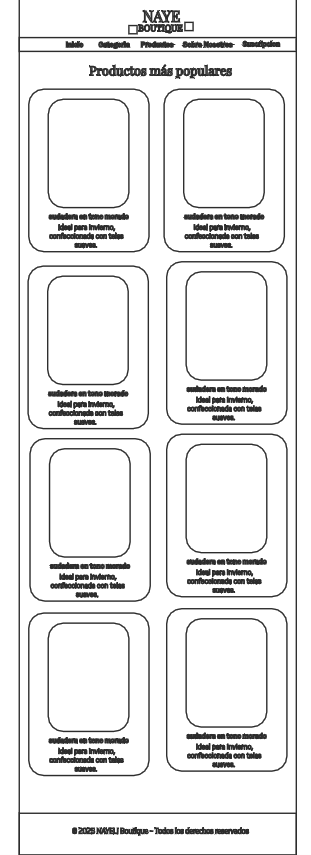 NAYE
BOUTIQUE
Inicio Categoria Productos Sobre Nosotros Suscripcion
Productos más populares
sudadera en tono morado
ideal para invierno,
confeccionada con telas
suaves.
sudadera en tono morado
ideal para invierno,
confeccionada con telas
suaves.
sudadera en tono morado
ideal para invierno,
confeccionada con telas
suaves.
sudadera en tono morado
ideal para invierno,
confeccionada con telas
suaves.
sudadera en tono morado
ideal para invierno,
confeccionada con telas
suaves.
sudadera en tono morado
ideal para invierno,
confeccionada con telas
suaves.
sudadera en tono morado
ideal para invierno,
confeccionada con telas
suaves.
sudadera en tono morado
ideal para invierno,
confeccionada con telas
suaves.
© 2025 NAYELI Boutique - Todos los derechos reservados